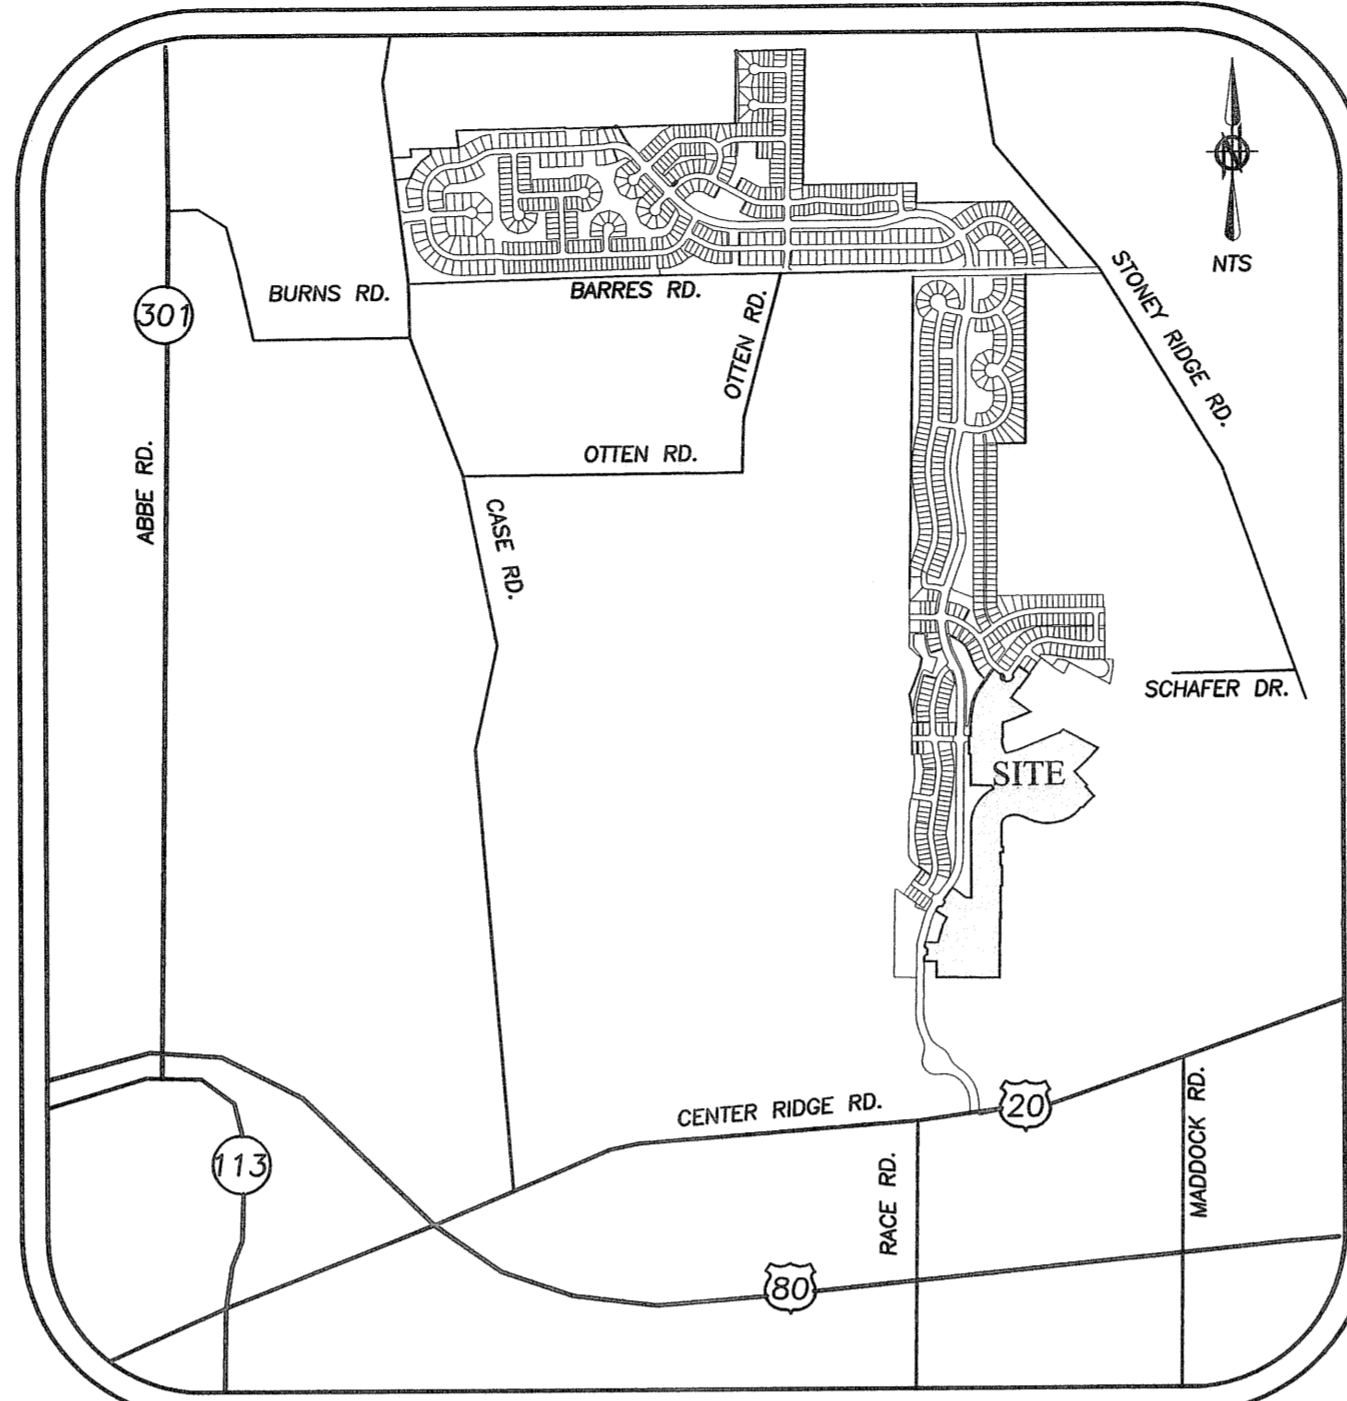 N
NTS
BURNS RD.
BARRES RD.
301
OTTEN RD.
STONEY RIDGE RD.
OTTEN RD.
ABBE RD.
CASE RD.
SCHAFER DR.
SITE
CENTER RIDGE RD.
20
MADDOCK RD.
113
RACE RD.
80